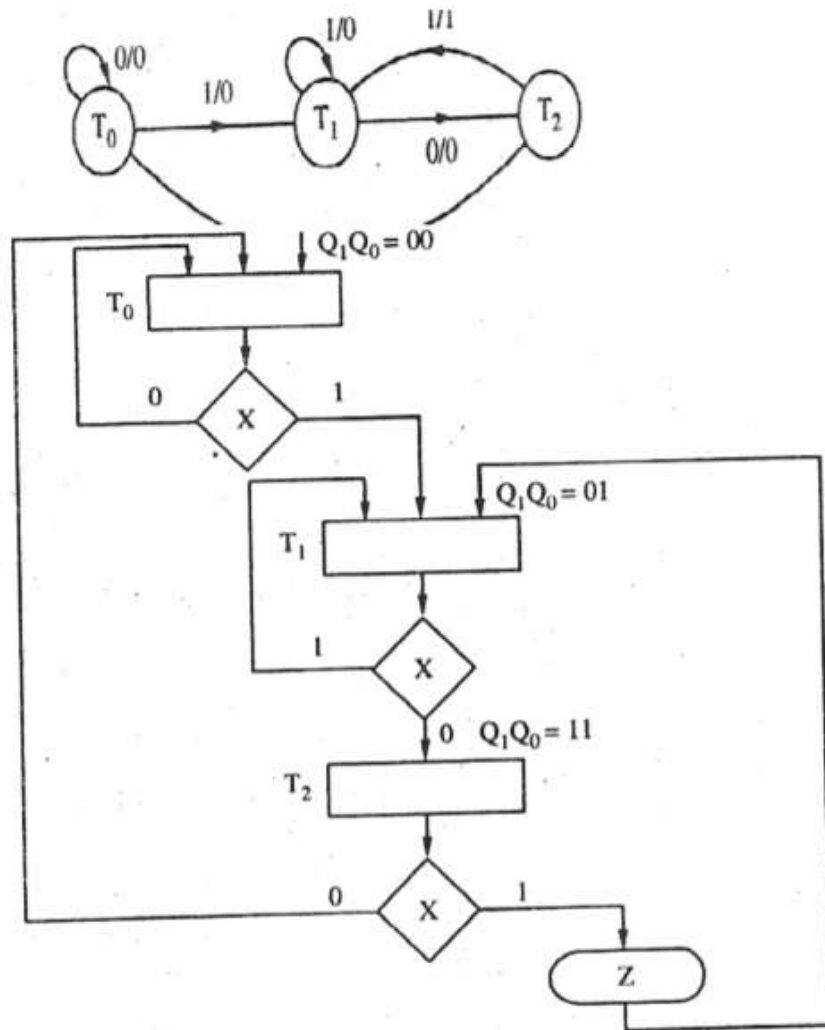 0/0
1/0
1/0
1/1
T₀
T₁
T₂
0/0
Q₁Q₀ = 00
T₀
0
X
1
Q₁Q₀ = 01
T₁
1
X
0 Q₁Q₀ = 11
T₂
0
X
1
Z